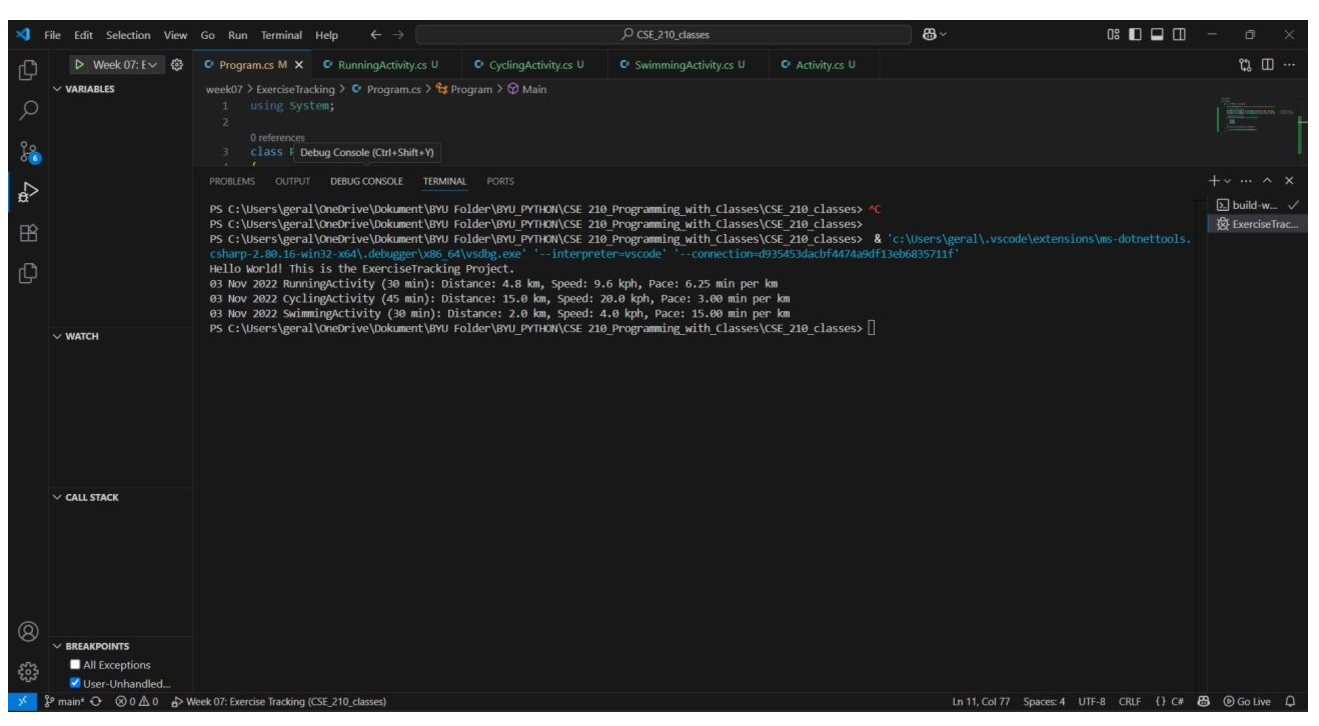 File Edit Selection View Go Run Terminal Help
CSE_210_classes
Week 07: E
Program.cs M
RunningActivity.cs U
CyclingActivity.cs U
SwimmingActivity.cs U
Activity.cs U
VARIABLES
week07 > ExerciseTracking > Program.cs > Program > Main
1 using System;
2
0 references
3 class
Debug Console (Ctrl+Shift+Y)
PROBLEMS OUTPUT DEBUG CONSOLE TERMINAL PORTS
PS C:\Users\geral\OneDrive\Dokument\BYU Folder\BYU_PYTHON\CSE 210_Programming_with_Classes\CSE_210_classes> ^C
PS C:\Users\geral\OneDrive\Dokument\BYU Folder\BYU_PYTHON\CSE 210_Programming_with_Classes\CSE_210_classes>
PS C:\Users\geral\OneDrive\Dokument\BYU Folder\BYU_PYTHON\CSE 210_Programming_with_Classes\CSE_210_classes> & 'c:\Users\geral\.vscode\extensions\ms-dotnettools.
csharp-2.80.16-win32-x64\.debugger\x86_64\vsdbg.exe' '--interpreter=vscode' '--connection=d935453dacbf4474a9df13eb6835711f'
Hello World! This is the ExerciseTracking Project.
03 Nov 2022 RunningActivity (30 min): Distance: 4.8 km, Speed: 9.6 kph, Pace: 6.25 min per km
03 Nov 2022 CyclingActivity (45 min): Distance: 15.0 km, Speed: 20.0 kph, Pace: 3.00 min per km
03 Nov 2022 SwimmingActivity (30 min): Distance: 2.0 km, Speed: 4.0 kph, Pace: 15.00 min per km
PS C:\Users\geral\OneDrive\Dokument\BYU Folder\BYU_PYTHON\CSE 210_Programming_with_Classes\CSE_210_classes>
build-w...
ExerciseTrac...
6
WATCH
CALL STACK
BREAKPOINTS
All Exceptions
User-Unhandled...
main* 0 0 Week 07: Exercise Tracking (CSE_210_classes)
Ln 11, Col 77 Spaces: 4 UTF-8 CRLF {} C# Go Live